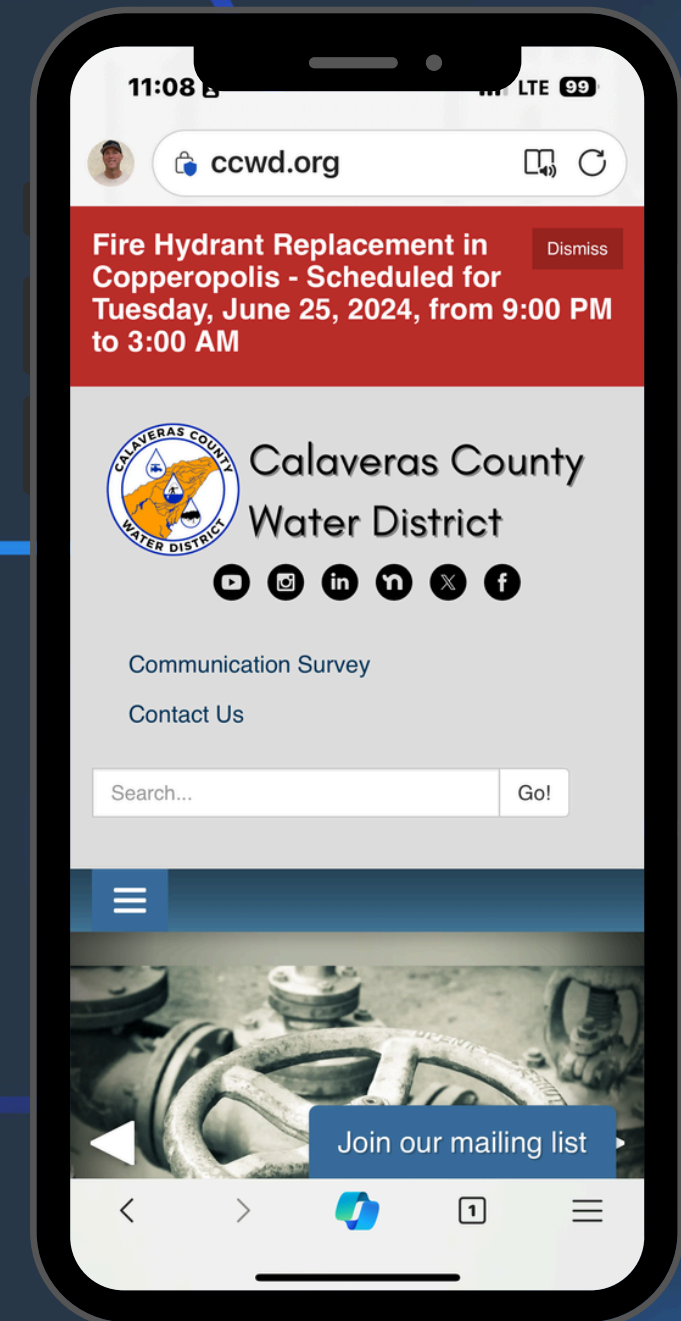 11:08
LTE 99
ccwd.org
Fire Hydrant Replacement in
Copperopolis - Scheduled for
Tuesday, June 25, 2024, from 9:00 PM
to 3:00 AM
Dismiss
CALAVERAS COUNTY
WATER DISTRICT
Calaveras County
Water District
Communication Survey
Contact Us
Search...
Go!
Join our mailing list
1